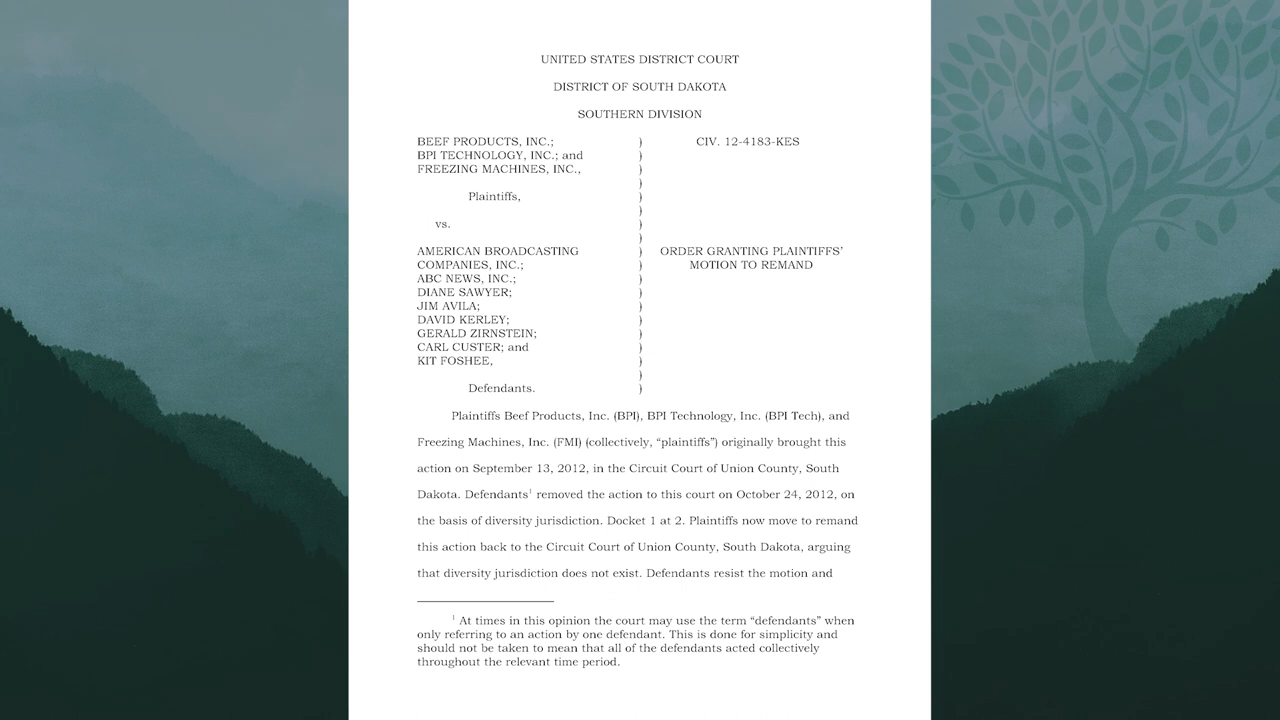 UNITED STATES DISTRICT COURT
DISTRICT OF SOUTH DAKOTA
SOUTHERN DIVISION
BEEF PRODUCTS, INC.; ) CIV. 12-4183-KES
BPI TECHNOLOGY, INC.; and )
FREEZING MACHINES, INC., )
)
Plaintiffs, )
)
vs. )
)
AMERICAN BROADCASTING ) ORDER GRANTING PLAINTIFFS’
COMPANIES, INC.; ) MOTION TO REMAND
ABC NEWS, INC.; )
DIANE SAWYER; )
JIM AVILA; )
DAVID KERLEY; )
GERALD ZIRNSTEIN; )
CARL CUSTER; and )
KIT FOSHEE, )
)
Defendants. )
Plaintiffs Beef Products, Inc. (BPI), BPI Technology, Inc. (BPI Tech), and
Freezing Machines, Inc. (FMI) (collectively, “plaintiffs”) originally brought this
action on September 13, 2012, in the Circuit Court of Union County, South
Dakota. Defendants¹ removed the action to this court on October 24, 2012, on
the basis of diversity jurisdiction. Docket 1 at 2. Plaintiffs now move to remand
this action back to the Circuit Court of Union County, South Dakota, arguing
that diversity jurisdiction does not exist. Defendants resist the motion and
¹ At times in this opinion the court may use the term “defendants” when
only referring to an action by one defendant. This is done for simplicity and
should not be taken to mean that all of the defendants acted collectively
throughout the relevant time period.